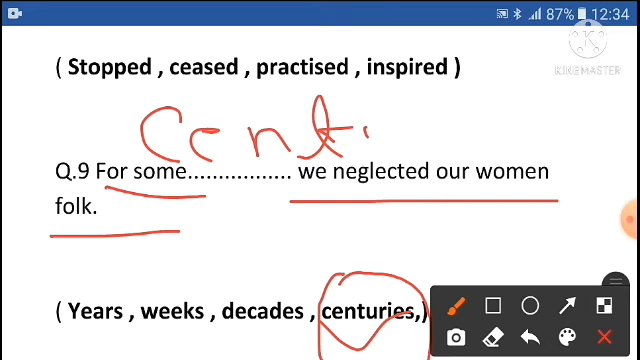 87% 12:34
( Stopped , ceased , practised , inspired )
KINEMASTER
Cent
Q.9 For some................. we neglected our women
folk.
( Years , weeks , decades , centuries,)